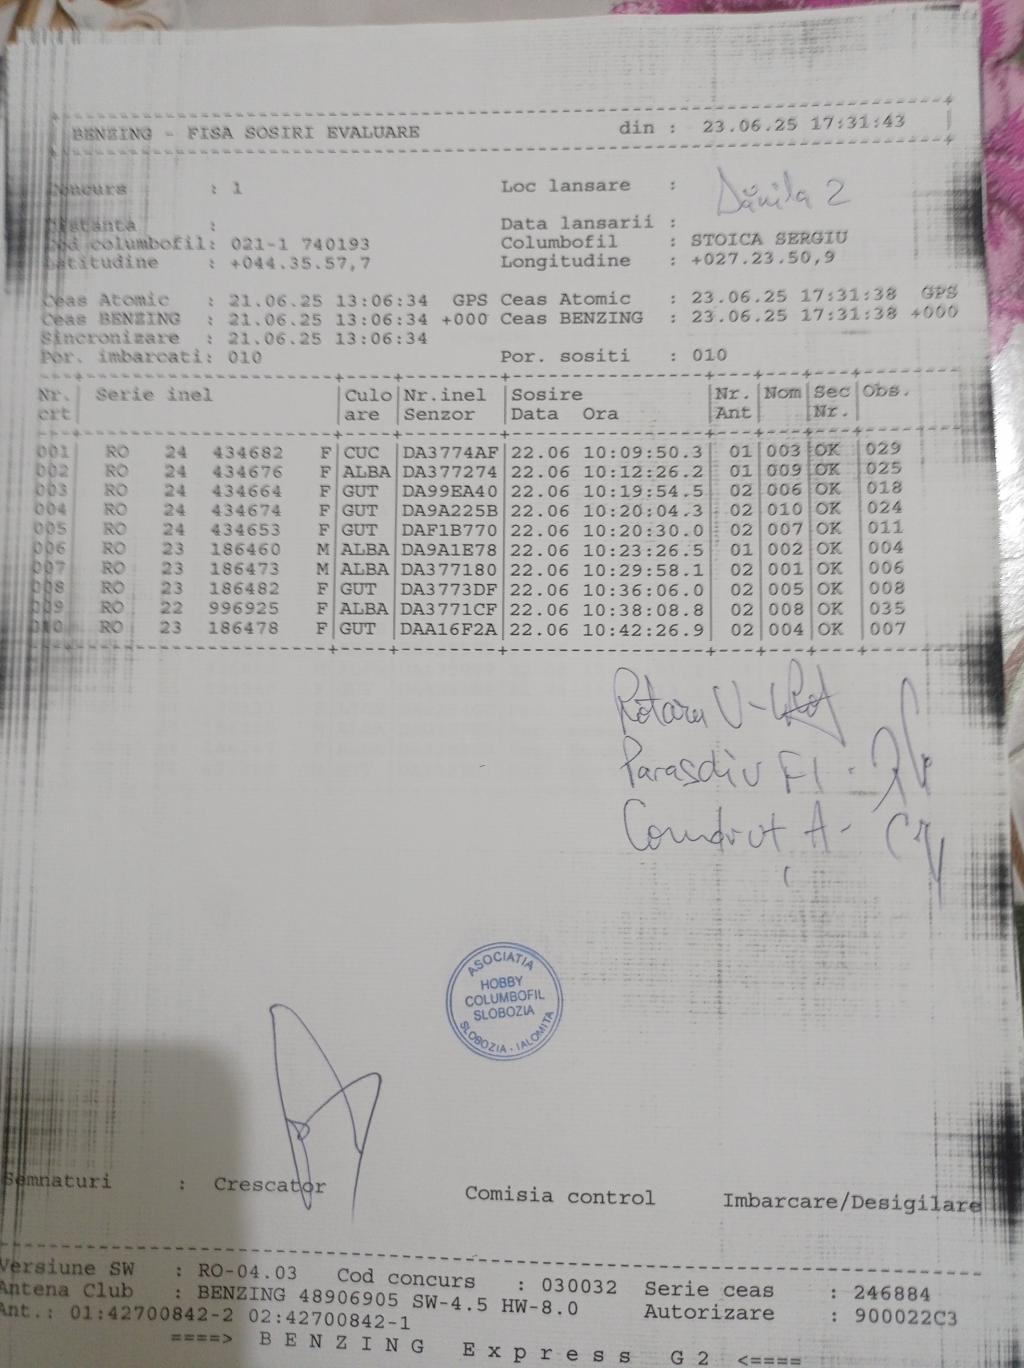 BENZING - FISA SOSIRI EVALUARE din : 23.06.25 17:31:43
Concurs : 1 Loc lansare : Dănila 2
Distanta : Data lansarii :
Cod columbofil: 021-1 740193 Columbofil : STOICA SERGIU
Latitudine : +044.35.57,7 Longitudine : +027.23.50,9
Ceas Atomic : 21.06.25 13:06:34 GPS Ceas Atomic : 23.06.25 17:31:38 GPS
Ceas BENZING : 21.06.25 13:06:34 +000 Ceas BENZING : 23.06.25 17:31:38 +000
Sincronizare : 21.06.25 13:06:34
Por. imbarcati: 010 Por. sositi : 010
Nr. Serie inel Culo Nr.inel Sosire Nr. Nom Sec Obs.
crt are Senzor Data Ora Ant Nr.
001 RO 24 434682 F CUC DA3774AF 22.06 10:09:50.3 01 003 OK 029
002 RO 24 434676 F ALBA DA377274 22.06 10:12:26.2 01 009 OK 025
003 RO 24 434664 F GUT DA99EA40 22.06 10:19:54.5 02 006 OK 018
004 RO 24 434674 F GUT DA9A225B 22.06 10:20:04.3 02 010 OK 024
005 RO 24 434653 F GUT DAF1B770 22.06 10:20:30.0 02 007 OK 011
006 RO 23 186460 M ALBA DA9A1E78 22.06 10:23:26.5 01 002 OK 004
007 RO 23 186473 M ALBA DA377180 22.06 10:29:58.1 02 001 OK 006
008 RO 23 186482 F GUT DA3773DF 22.06 10:36:06.0 02 005 OK 008
009 RO 22 996925 F ALBA DA3771CF 22.06 10:38:08.8 02 008 OK 035
010 RO 23 186478 F GUT DAA16F2A 22.06 10:42:26.9 02 004 OK 007
Rotaru V -
Parasdiv Fl -
Comdrut A -
ASOCIATIA
HOBBY
COLUMBOFIL
SLOBOZIA
SLOBOZIA - IALOMITA
Semnaturi : Crescator Comisia control Imbarcare/Desigilare
Versiune SW : RO-04.03 Cod concurs : 030032 Serie ceas : 246884
Antena Club : BENZING 48906905 SW-4.5 HW-8.0 Autorizare : 900022C3
Ant.: 01:42700842-2 02:42700842-1
====> B E N Z I N G E x p r e s s G 2 <====